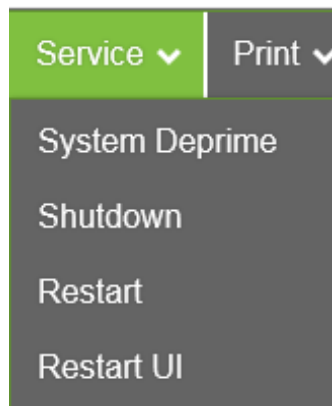 Service Print
System Deprime
Shutdown
Restart
Restart UI